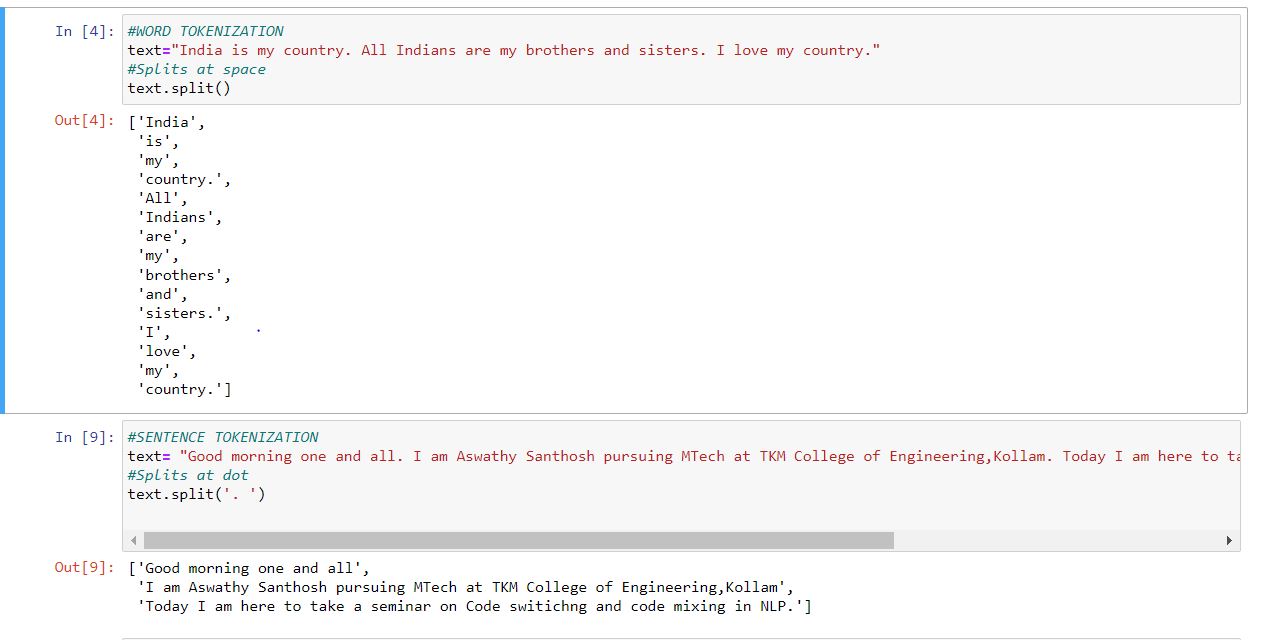 In [4]: #WORD TOKENIZATION
text="India is my country. All Indians are my brothers and sisters. I love my country."
#Splits at space
text.split()
Out[4]: ['India',
'is',
'my',
'country.',
'All',
'Indians',
'are',
'my',
'brothers',
'and',
'sisters.',
'I',
'love',
'my',
'country.']
In [9]: #SENTENCE TOKENIZATION
text= "Good morning one and all. I am Aswathy Santhosh pursuing MTech at TKM College of Engineering,Kollam. Today I am here to ta
#Splits at dot
text.split('. ')
Out[9]: ['Good morning one and all',
'I am Aswathy Santhosh pursuing MTech at TKM College of Engineering,Kollam',
'Today I am here to take a seminar on Code switichng and code mixing in NLP.']